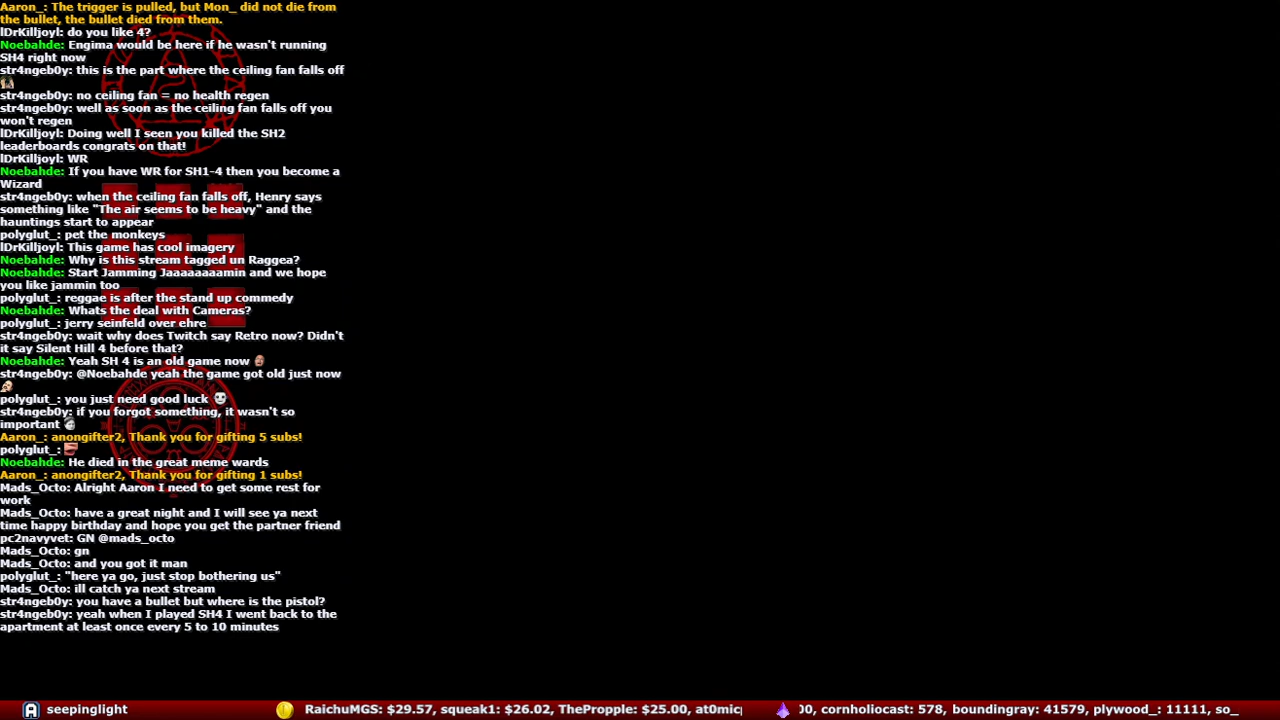 Aaron_: The trigger is pulled, but Mon_ did not die from
the bullet, the bullet died from them.
lDrKilljoyl: do you like 4?
Noebahde: Engima would be here if he wasn't running
SH4 right now
str4ngeb0y: this is the part where the ceiling fan falls off
str4ngeb0y: no ceiling fan = no health regen
str4ngeb0y: well as soon as the ceiling fan falls off you
won't regen
lDrKilljoyl: Doing well I seen you killed the SH2
leaderboards congrats on that!
lDrKilljoyl: WR
Noebahde: If you have WR for SH1-4 then you become a
Wizard
str4ngeb0y: when the ceiling fan falls off, Henry says
something like "The air seems to be heavy" and the
hauntings start to appear
polyglut_: pet the monkeys
lDrKilljoyl: This game has cool imagery
Noebahde: Why is this stream tagged un Raggea?
Noebahde: Start Jamming Jaaaaaaamin and we hope
you like jammin too
polyglut_: reggae is after the stand up commedy
Noebahde: Whats the deal with Cameras?
polyglut_: jerry seinfeld over ehre
str4ngeb0y: wait why does Twitch say Retro now? Didn't
it say Silent Hill 4 before that?
Noebahde: Yeah SH 4 is an old game now
str4ngeb0y: @Noebahde yeah the game got old just now
polyglut_: you just need good luck
str4ngeb0y: if you forgot something, it wasn't so
important
Aaron_: anongifter2, Thank you for gifting 5 subs!
polyglut_:
Noebahde: He died in the great meme wards
Aaron_: anongifter2, Thank you for gifting 1 subs!
Mads_Octo: Alright Aaron I need to get some rest for
work
Mads_Octo: have a great night and I will see ya next
time happy birthday and hope you get the partner friend
pc2navyvet: GN @mads_octo
Mads_Octo: gn
Mads_Octo: and you got it man
polyglut_: "here ya go, just stop bothering us"
Mads_Octo: ill catch ya next stream
str4ngeb0y: you have a bullet but where is the pistol?
str4ngeb0y: yeah when I played SH4 I went back to the
apartment at least once every 5 to 10 minutes
A seepinglight RaichuMGS: $29.57, squeak1: $26.02, ThePropple: $25.00, at0mic 00, cornholiocast: 578, boundingray: 41579, plywood_: 11111, so_